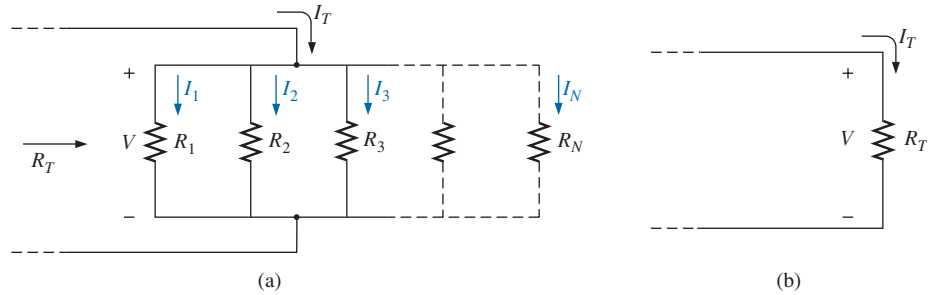 I_T
I_T
+ I_1 I_2 I_3 I_N +
R_T V R_1 R_2 R_3 R_N V R_T
− −
(a) (b)